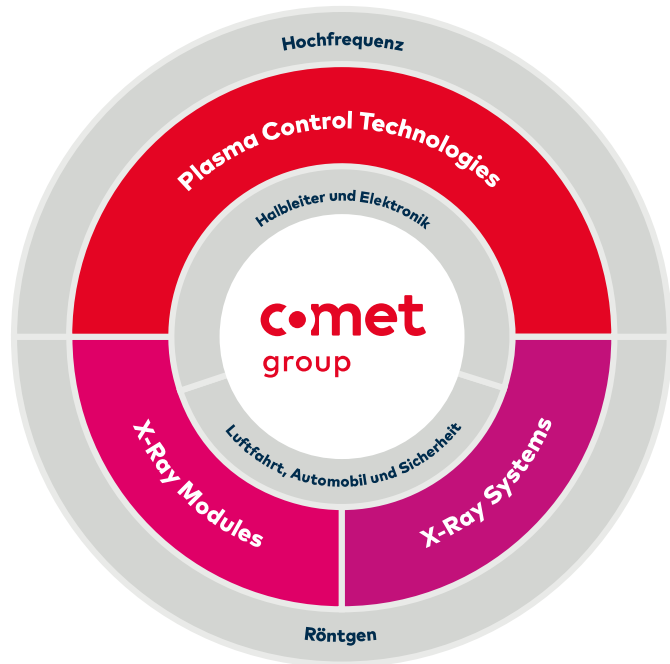 Hochfrequenz
Plasma Control Technologies
Halbleiter und Elektronik
comet
group
Luftfahrt, Automobil und Sicherheit
X-Ray Modules
X-Ray Systems
Röntgen